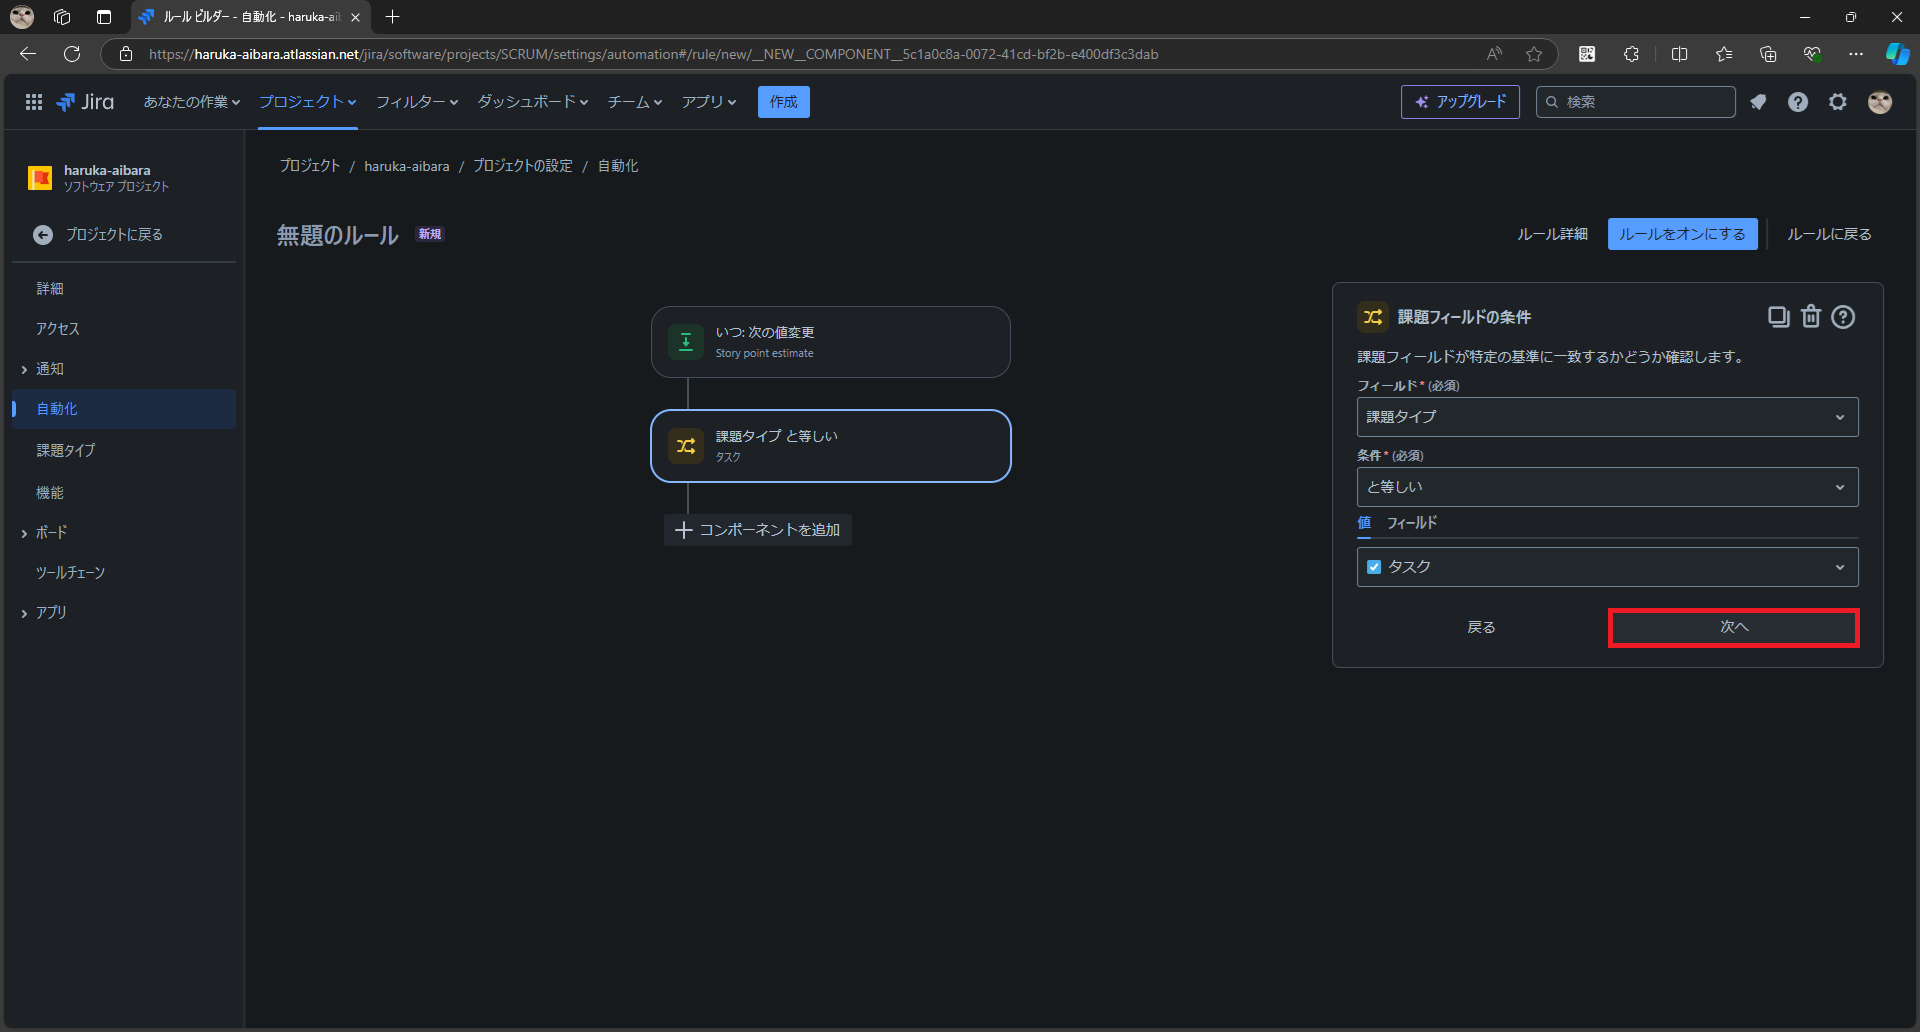 ルール ビルダー - 自動化 - haruka-ai
https://haruka-aibara.atlassian.net/jira/software/projects/SCRUM/settings/automation#/rule/new/__NEW__COMPONENT__5c1a0c8a-0072-41cd-bf2b-e400df3c3dab
Jira
あなたの作業
プロジェクト
フィルター
ダッシュボード
チーム
アプリ
作成
アップグレード
検索
haruka-aibara
ソフトウェア プロジェクト
プロジェクトに戻る
詳細
アクセス
通知
自動化
課題タイプ
機能
ボード
ツールチェーン
アプリ
プロジェクト / haruka-aibara / プロジェクトの設定 / 自動化
無題のルール 新規
ルール詳細
ルールをオンにする
ルールに戻る
いつ: 次の値変更
Story point estimate
課題タイプ と等しい
タスク
コンポーネントを追加
課題フィールドの条件
課題フィールドが特定の基準に一致するかどうか確認します。
フィールド* (必須)
課題タイプ
条件* (必須)
と等しい
値 フィールド
タスク
戻る
次へ